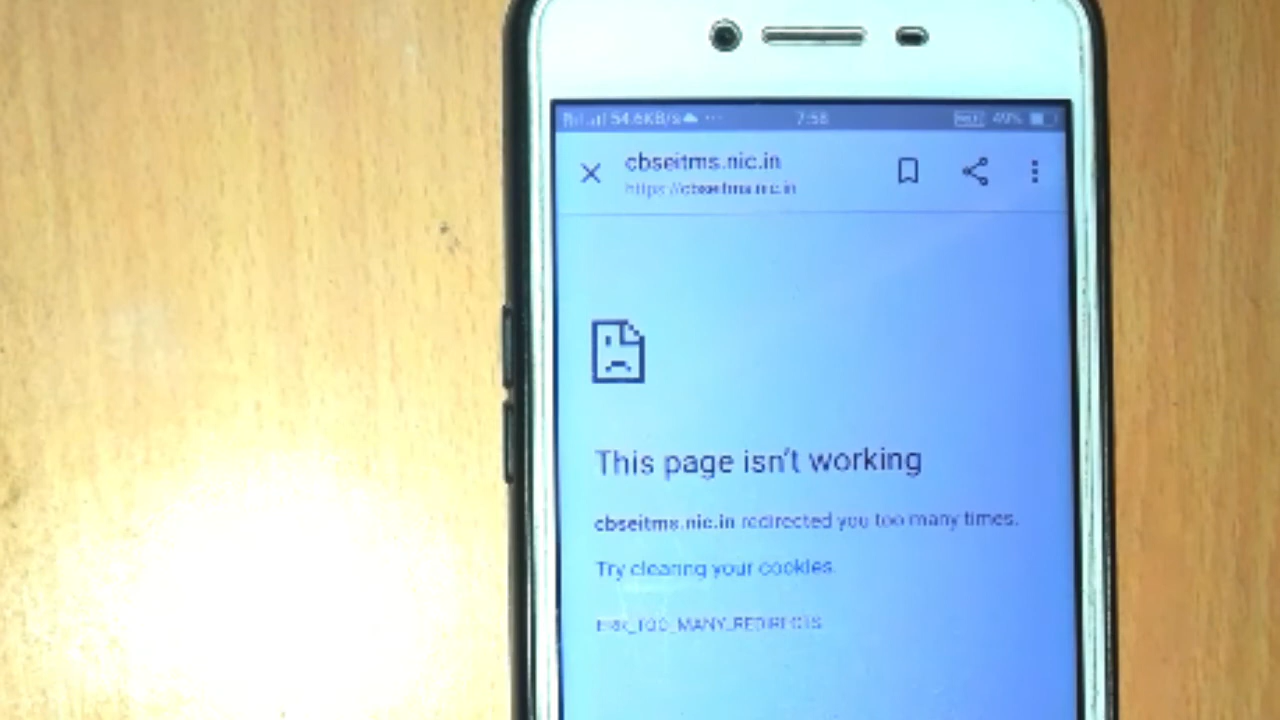 54.6KB/s ... 7:58 49%
cbseitms.nic.in
https://cbseitms.nic.in
This page isn't working
cbseitms.nic.in redirected you too many times.
Try clearing your cookies.
ERR_TOO_MANY_REDIRECTS